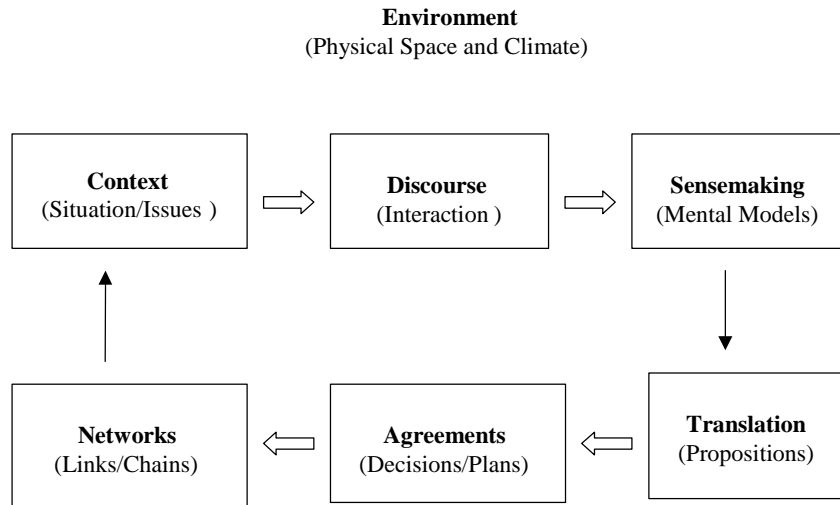 Environment
(Physical Space and Climate)
Context
(Situation/Issues )
Discourse
(Interaction )
Sensemaking
(Mental Models)
Networks
(Links/Chains)
Agreements
(Decisions/Plans)
Translation
(Propositions)